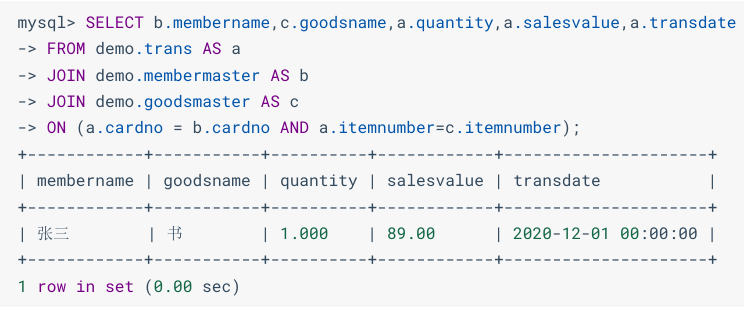 mysql> SELECT b.membername,c.goodsname,a.quantity,a.salesvalue,a.transdate
-> FROM demo.trans AS a
-> JOIN demo.membermaster AS b
-> JOIN demo.goodsmaster AS c
-> ON (a.cardno = b.cardno AND a.itemnumber=c.itemnumber);
+------------+-----------+----------+------------+---------------------+
| membername | goodsname | quantity | salesvalue | transdate           |
+------------+-----------+----------+------------+---------------------+
| 张三       | 书        | 1.000    | 89.00      | 2020-12-01 00:00:00 |
+------------+-----------+----------+------------+---------------------+
1 row in set (0.00 sec)